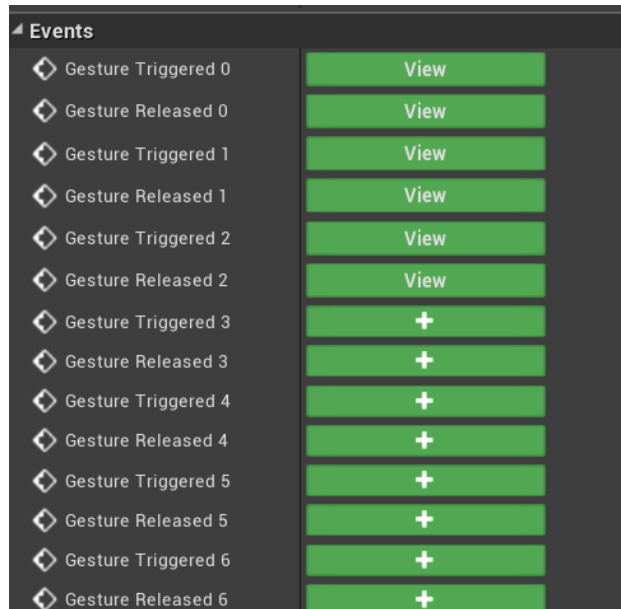 Events
Gesture Triggered 0 View
Gesture Released 0 View
Gesture Triggered 1 View
Gesture Released 1 View
Gesture Triggered 2 View
Gesture Released 2 View
Gesture Triggered 3
Gesture Released 3
Gesture Triggered 4
Gesture Released 4
Gesture Triggered 5
Gesture Released 5
Gesture Triggered 6
Gesture Released 6